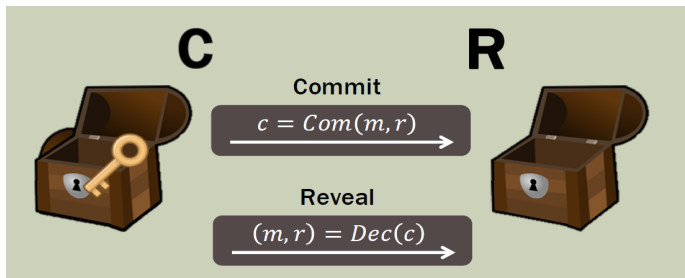 C
R
Commit
c = Com(m, r)
Reveal
(m, r) = Dec(c)